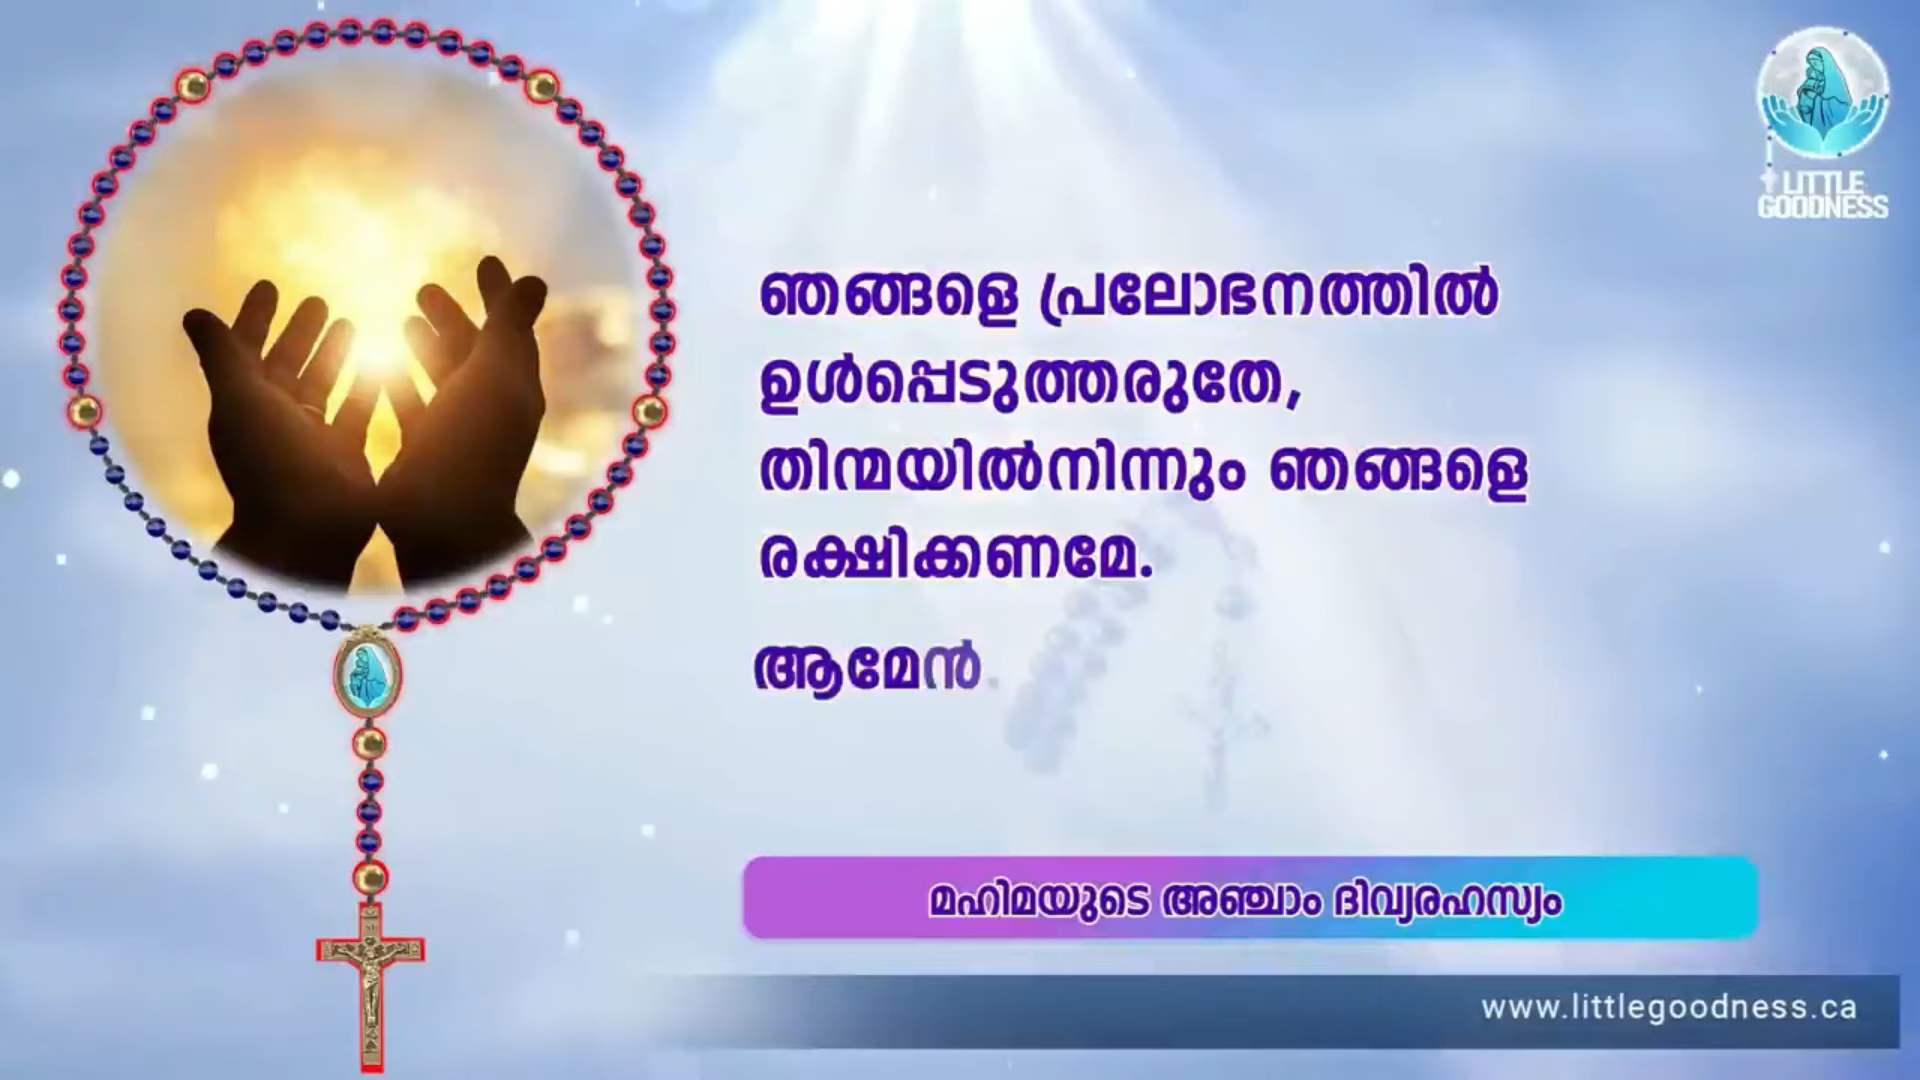 LITTLE
GOODNESS
ഞങ്ങളെ പ്രലോഭനത്തിൽ
ഉൾപ്പെടുത്തരുതേ,
തിന്മയിൽനിന്നും ഞങ്ങളെ
രക്ഷിക്കണമേ.
ആമേൻ.
മഹിമയുടെ അഞ്ചാം ദിവ്യരഹസ്യം
www.littlegoodness.ca